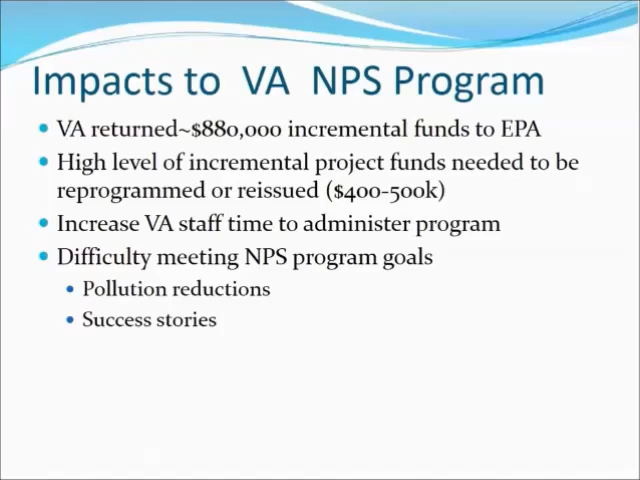 Impacts to VA NPS Program
VA returned~$880,000 incremental funds to EPA
High level of incremental project funds needed to be
reprogrammed or reissued ($400-500k)
Increase VA staff time to administer program
Difficulty meeting NPS program goals
Pollution reductions
Success stories